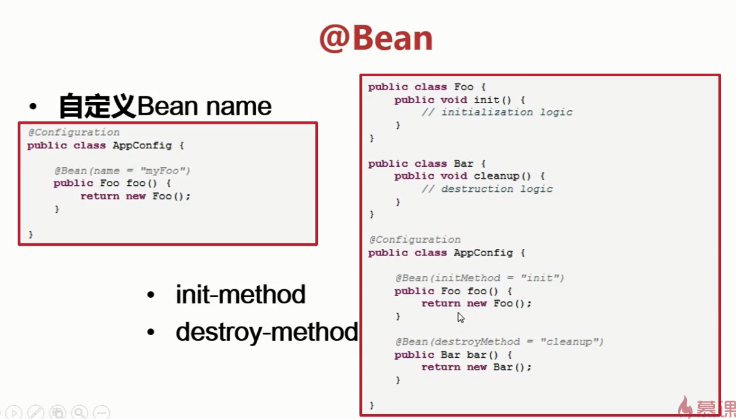 @Bean
• 自定义Bean name
@Configuration
public class AppConfig {
@Bean(name = "myFoo")
public Foo foo() {
return new Foo();
}
}
• init-method
• destroy-method
public class Foo {
public void init() {
// initialization logic
}
}
public class Bar {
public void cleanup() {
// destruction logic
}
}
@Configuration
public class AppConfig {
@Bean(initMethod = "init")
public Foo foo() {
return new Foo();
}
@Bean(destroyMethod = "cleanup")
public Bar bar() {
return new Bar();
}
}
慕课